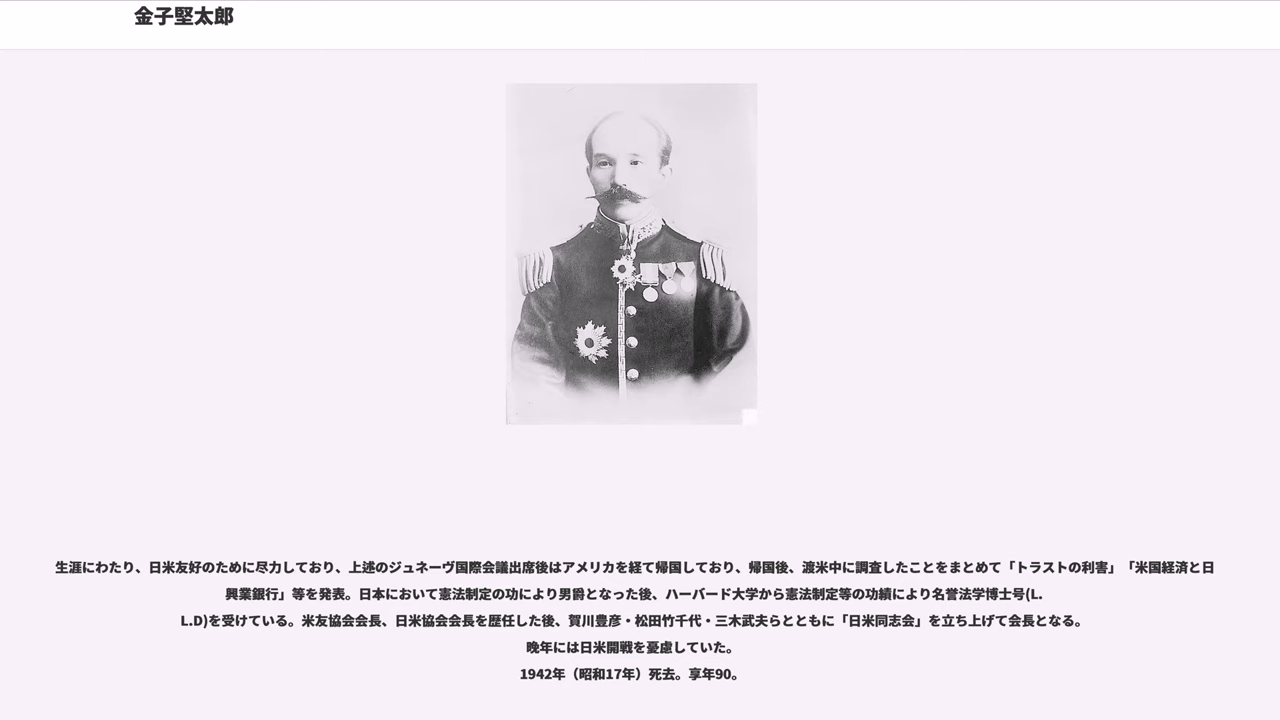 金子堅太郎
生涯にわたり、日米友好のために尽力しており、上述のジュネーヴ国際会議出席後はアメリカを経て帰国しており、帰国後、渡米中に調査したことをまとめて「トラストの利害」「米国経済と日
興業銀行」等を発表。日本において憲法制定の功により男爵となった後、ハーバード大学から憲法制定等の功績により名誉法学博士号(L.
L.D)を受けている。米友協会会長、日米協会会長を歴任した後、賀川豊彦・松田竹千代・三木武夫らとともに「日米同志会」を立ち上げて会長となる。
晩年には日米開戦を憂慮していた。
1942年（昭和17年）死去。享年90。